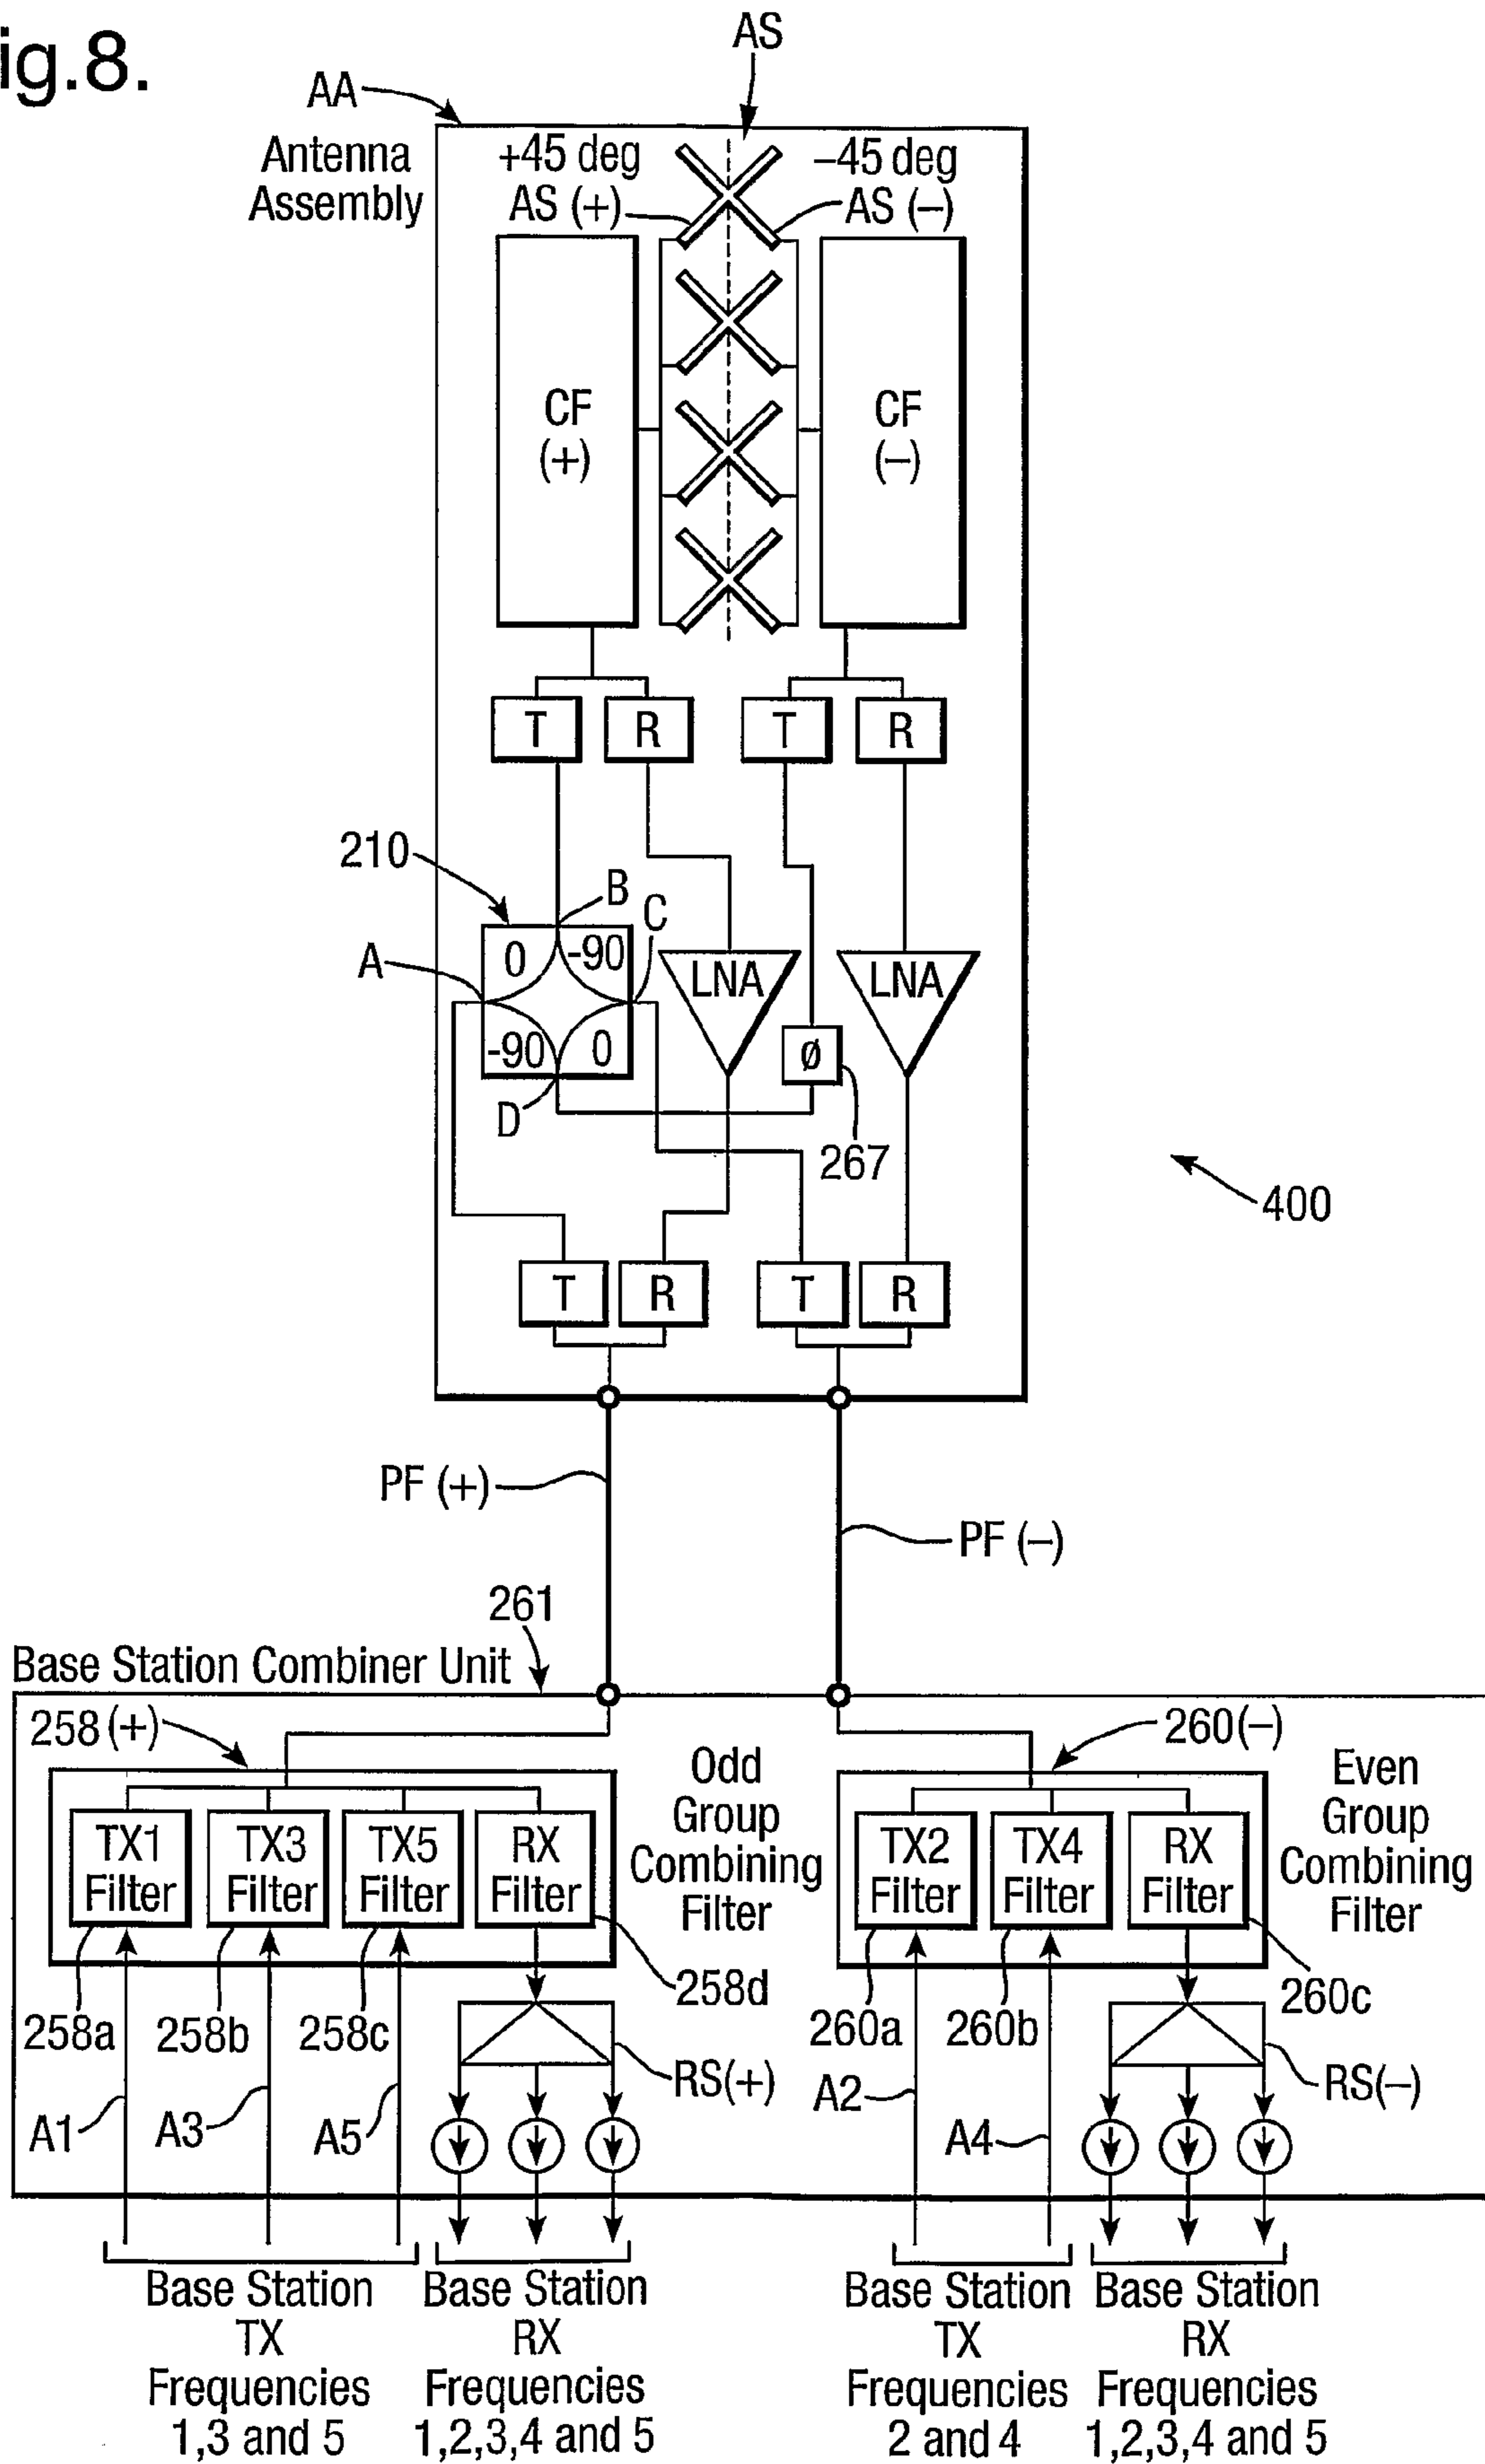 ig.8.
AS
AA
Antenna
Assembly
+45 deg
AS (+)
–45 deg
AS (–)
CF
(+)
CF
(–)
T
R
T
R
210
B
C
A
0
-90
-90
0
D
LNA
LNA
Ø
267
400
T
R
T
R
PF (+)
PF (–)
261
Base Station Combiner Unit
258 (+)
260(–)
Odd
Group
Combining
Filter
Even
Group
Combining
Filter
TX1
Filter
TX3
Filter
TX5
Filter
RX
Filter
TX2
Filter
TX4
Filter
RX
Filter
258a
258b
258c
258d
260a
260b
260c
RS(+)
RS(–)
A1
A3
A5
A2
A4
Base Station
TX
Frequencies
1,3 and 5
Base Station
RX
Frequencies
1,2,3,4 and 5
Base Station
TX
Frequencies
2 and 4
Base Station
RX
Frequencies
1,2,3,4 and 5